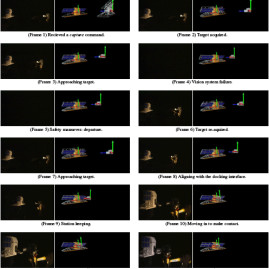 (Frame 1) Recieved a capture command.
(Frame 2) Target acquired.
(Frame 3) Approaching target.
(Frame 4) Vision system failure.
(Frame 5) Safety maneuver: departure.
(Frame 6) Target re-acquired.
(Frame 7) Approaching target.
(Frame 8) Aligning with the docking interface.
(Frame 9) Station keeping.
(Frame 10) Moving in to make contact.